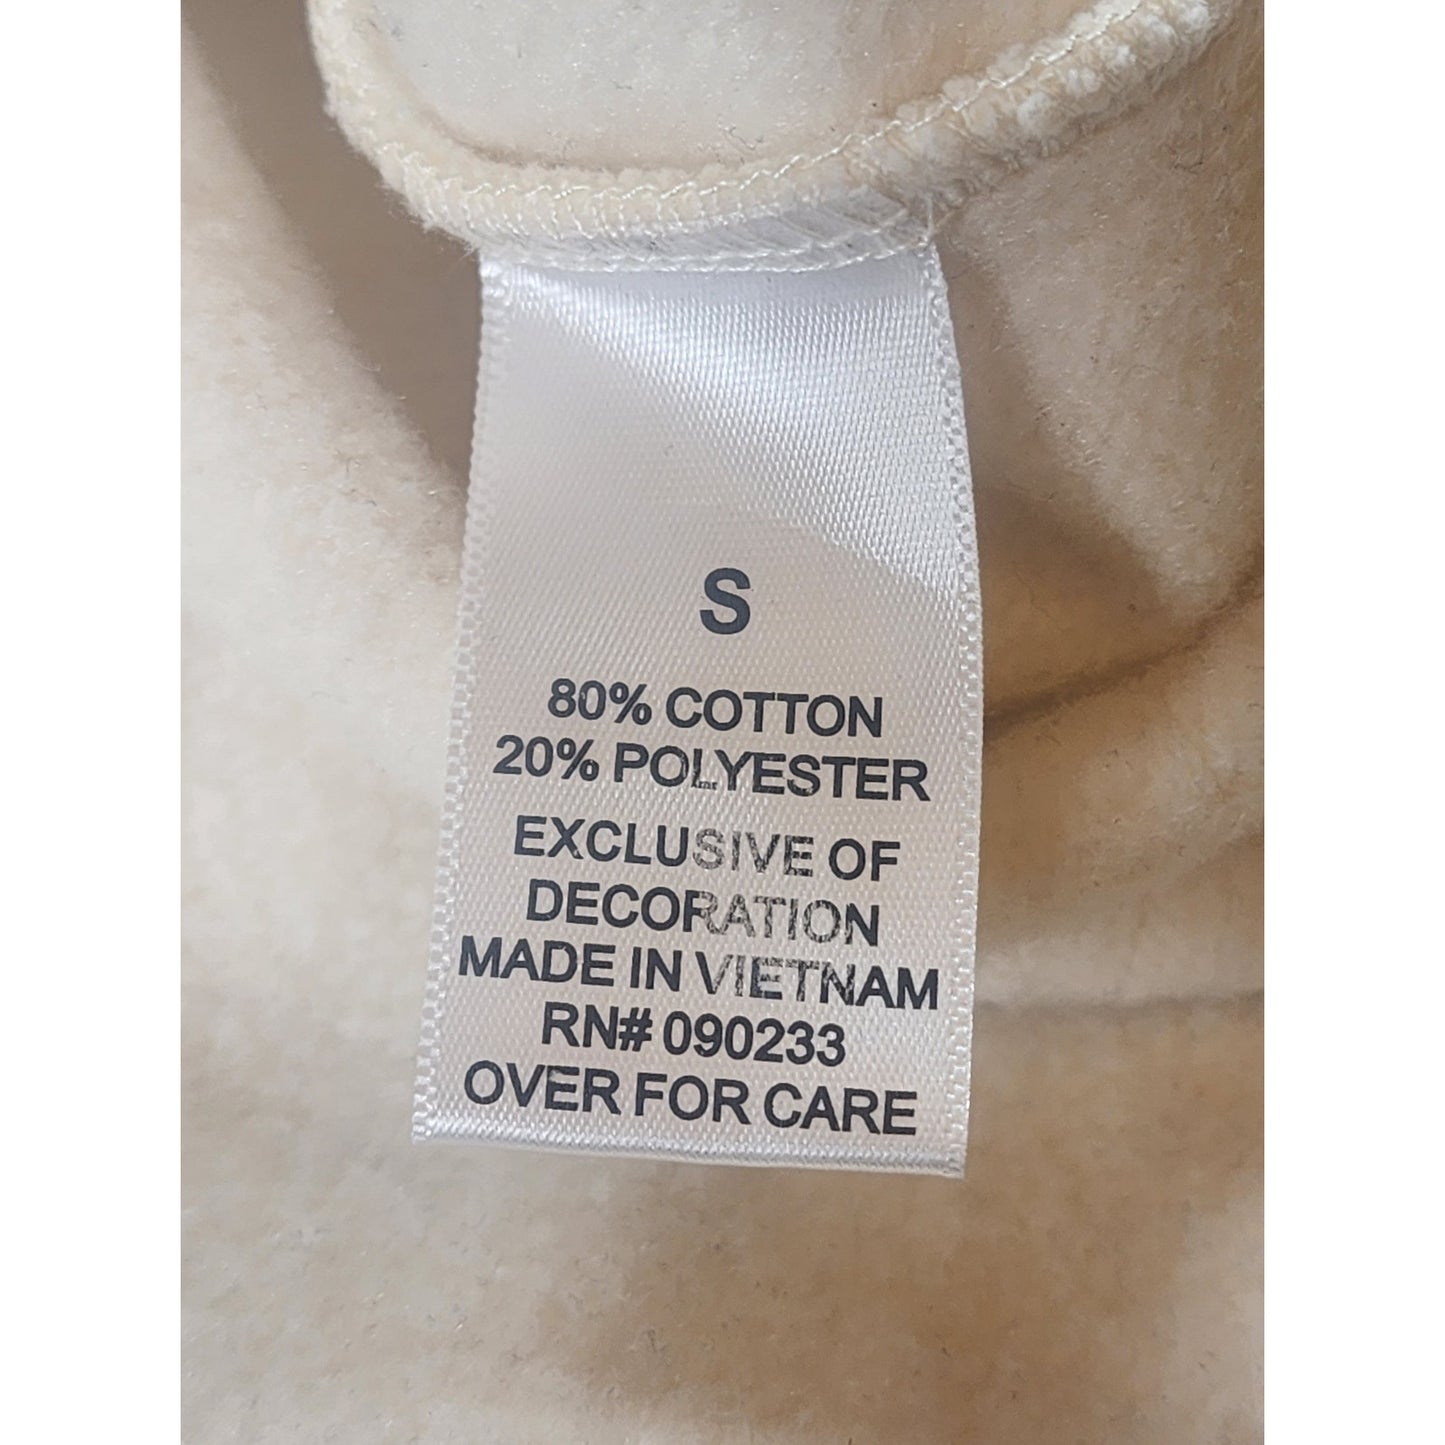 S
80% COTTON
20% POLYESTER
EXCLUSIVE OF
DECORATION
MADE IN VIETNAM
RN# 090233
OVER FOR CARE